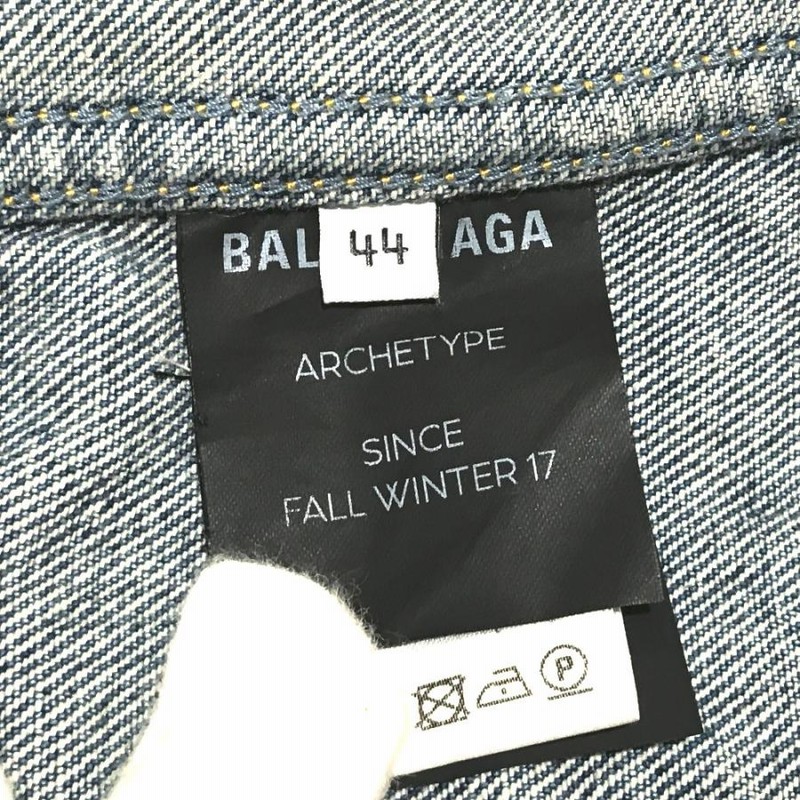 BAL 44 AGA
ARCHETYPE
SINCE
FALL WINTER 17
P